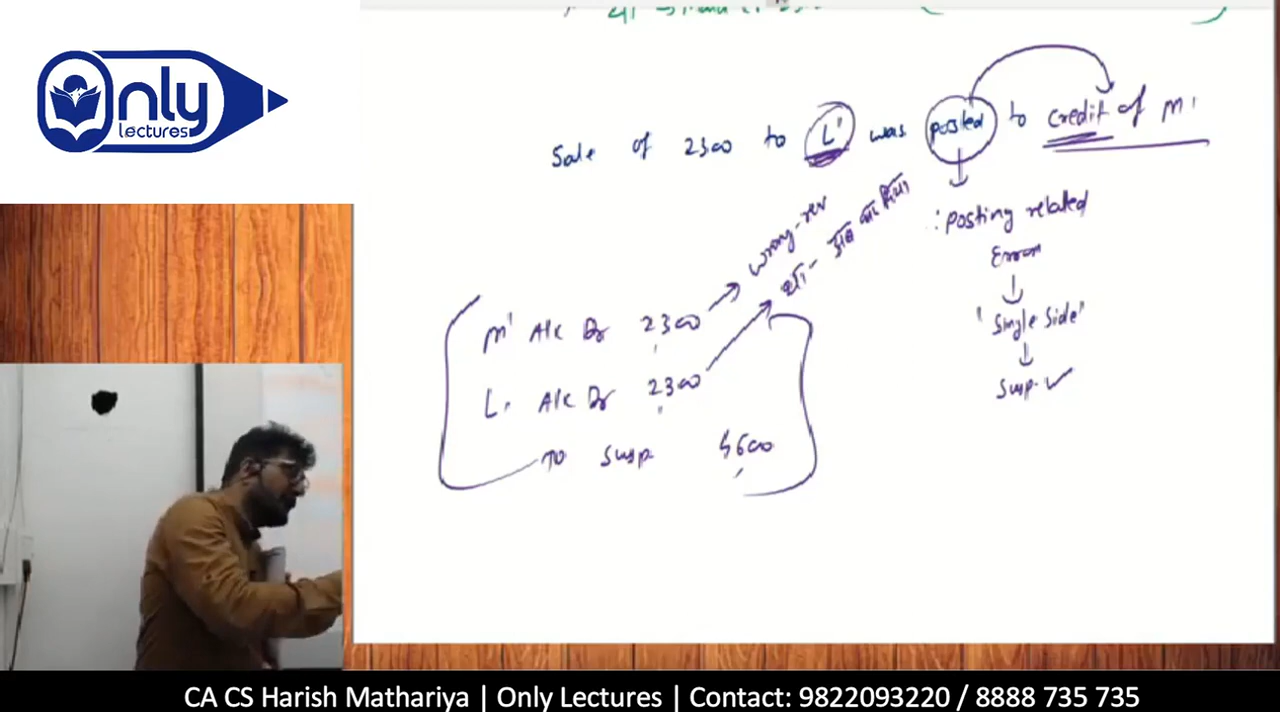 Only
lectures
Sale of 2300 to L' was posted to credit of M'
∴ Posting related
Error
'Single Side'
Susp. ✓
wrong-rev
M' A/c Dr 2300
L. A/c Dr 2300
To Susp. 4600
CA CS Harish Mathariya | Only Lectures | Contact: 9822093220 / 8888 735 735